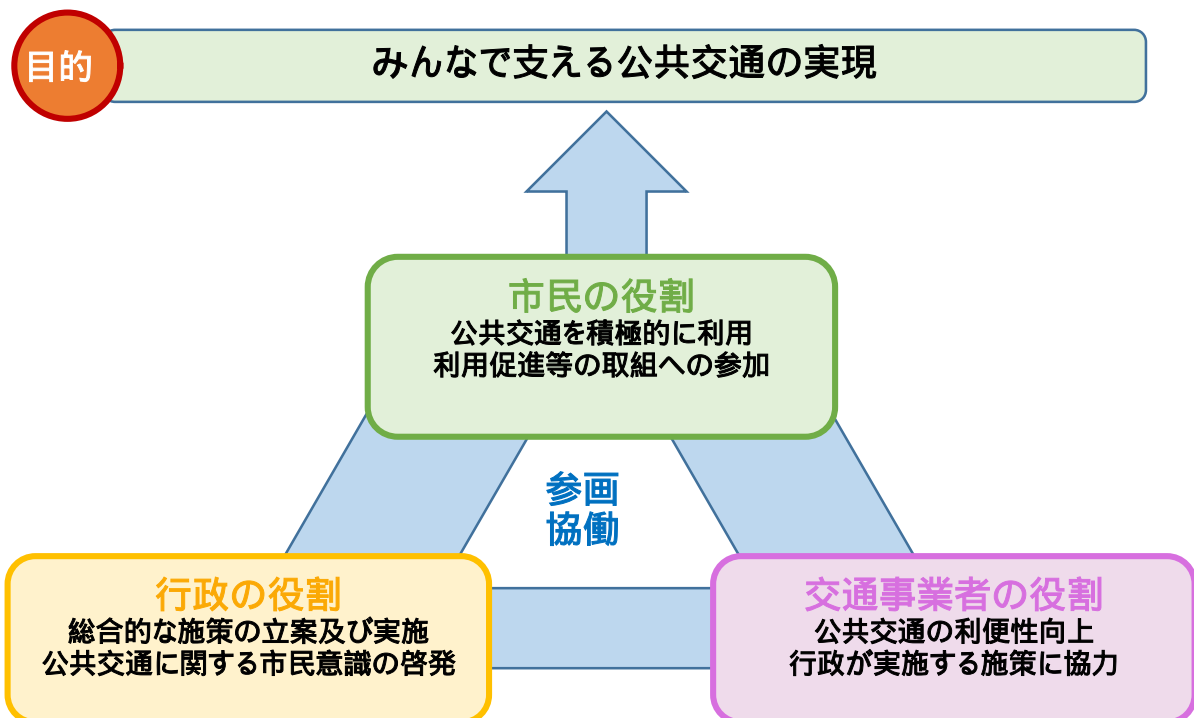 目的
みんなで支える公共交通の実現
市民の役割
公共交通を積極的に利用
利用促進等の取組への参加
参画
協働
行政の役割
総合的な施策の立案及び実施
公共交通に関する市民意識の啓発
交通事業者の役割
公共交通の利便性向上
行政が実施する施策に協力